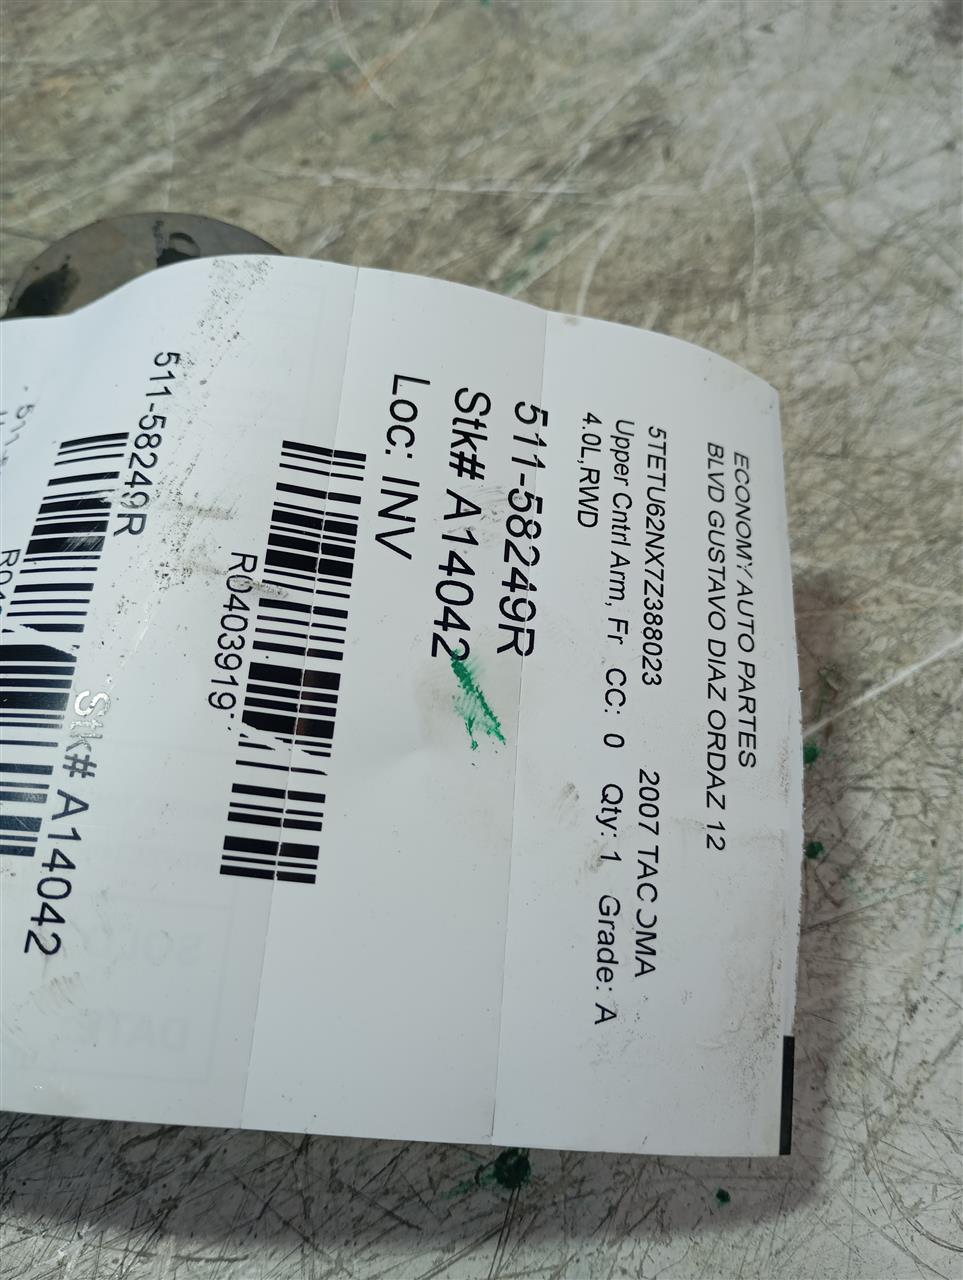 ECONOMY AUTO PARTES
BLVD GUSTAVO DIAZ ORDAZ 12
5TETU62NX7Z388023 2007 TACOMA
Upper Cntrl Arm, Fr CC: 0 Qty: 1 Grade: A
4.0L,RWD
511-58249R
Stk# A14042
Loc: INV
R0403919
511-58249R
Stk# A14042